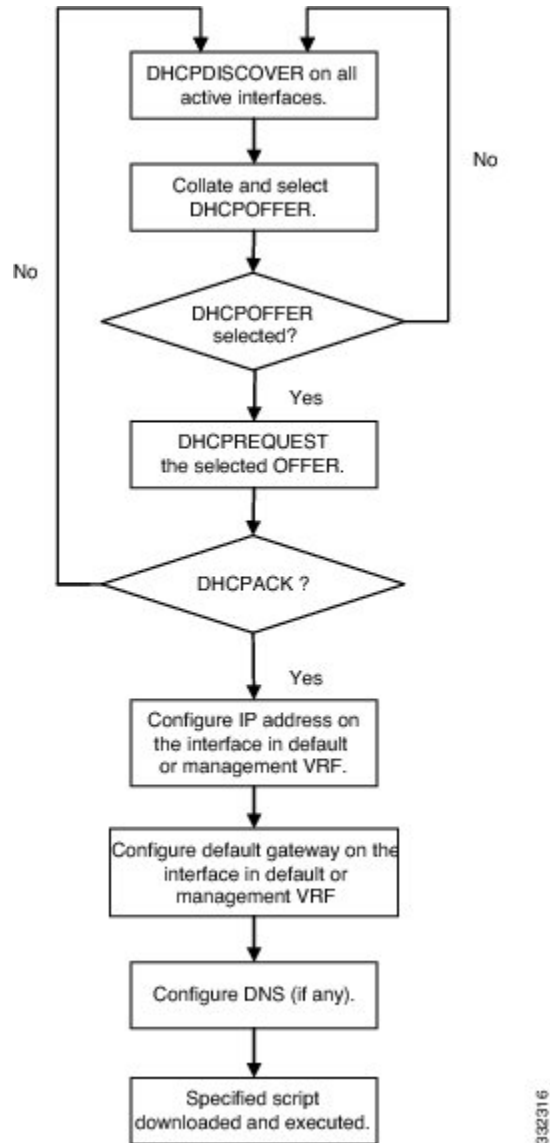 DHCPDISCOVER on all
active interfaces.
No
Collate and select
DHCPOFFER.
No
DHCPOFFER
selected?
Yes
DHCPREQUEST
the selected OFFER.
DHCPACK ?
Yes
Configure IP address on
the interface in default
or management VRF.
Configure default gateway on the
interface in default or
management VRF
Configure DNS (if any).
Specified script
downloaded and executed.
332316